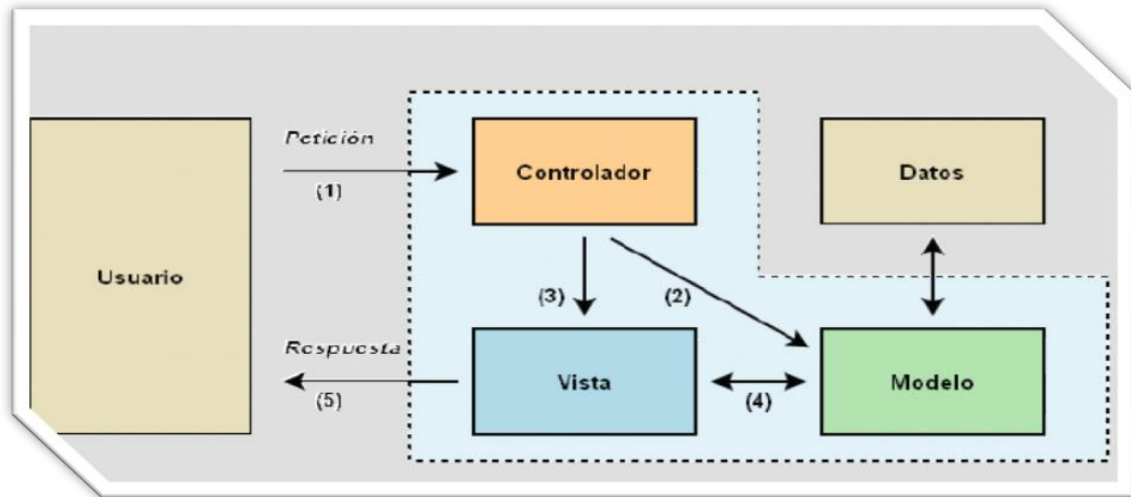 Petición
(1)
Controlador
Datos
Usuario
(3)
(2)
Respuesta
(5)
Vista
(4)
Modelo